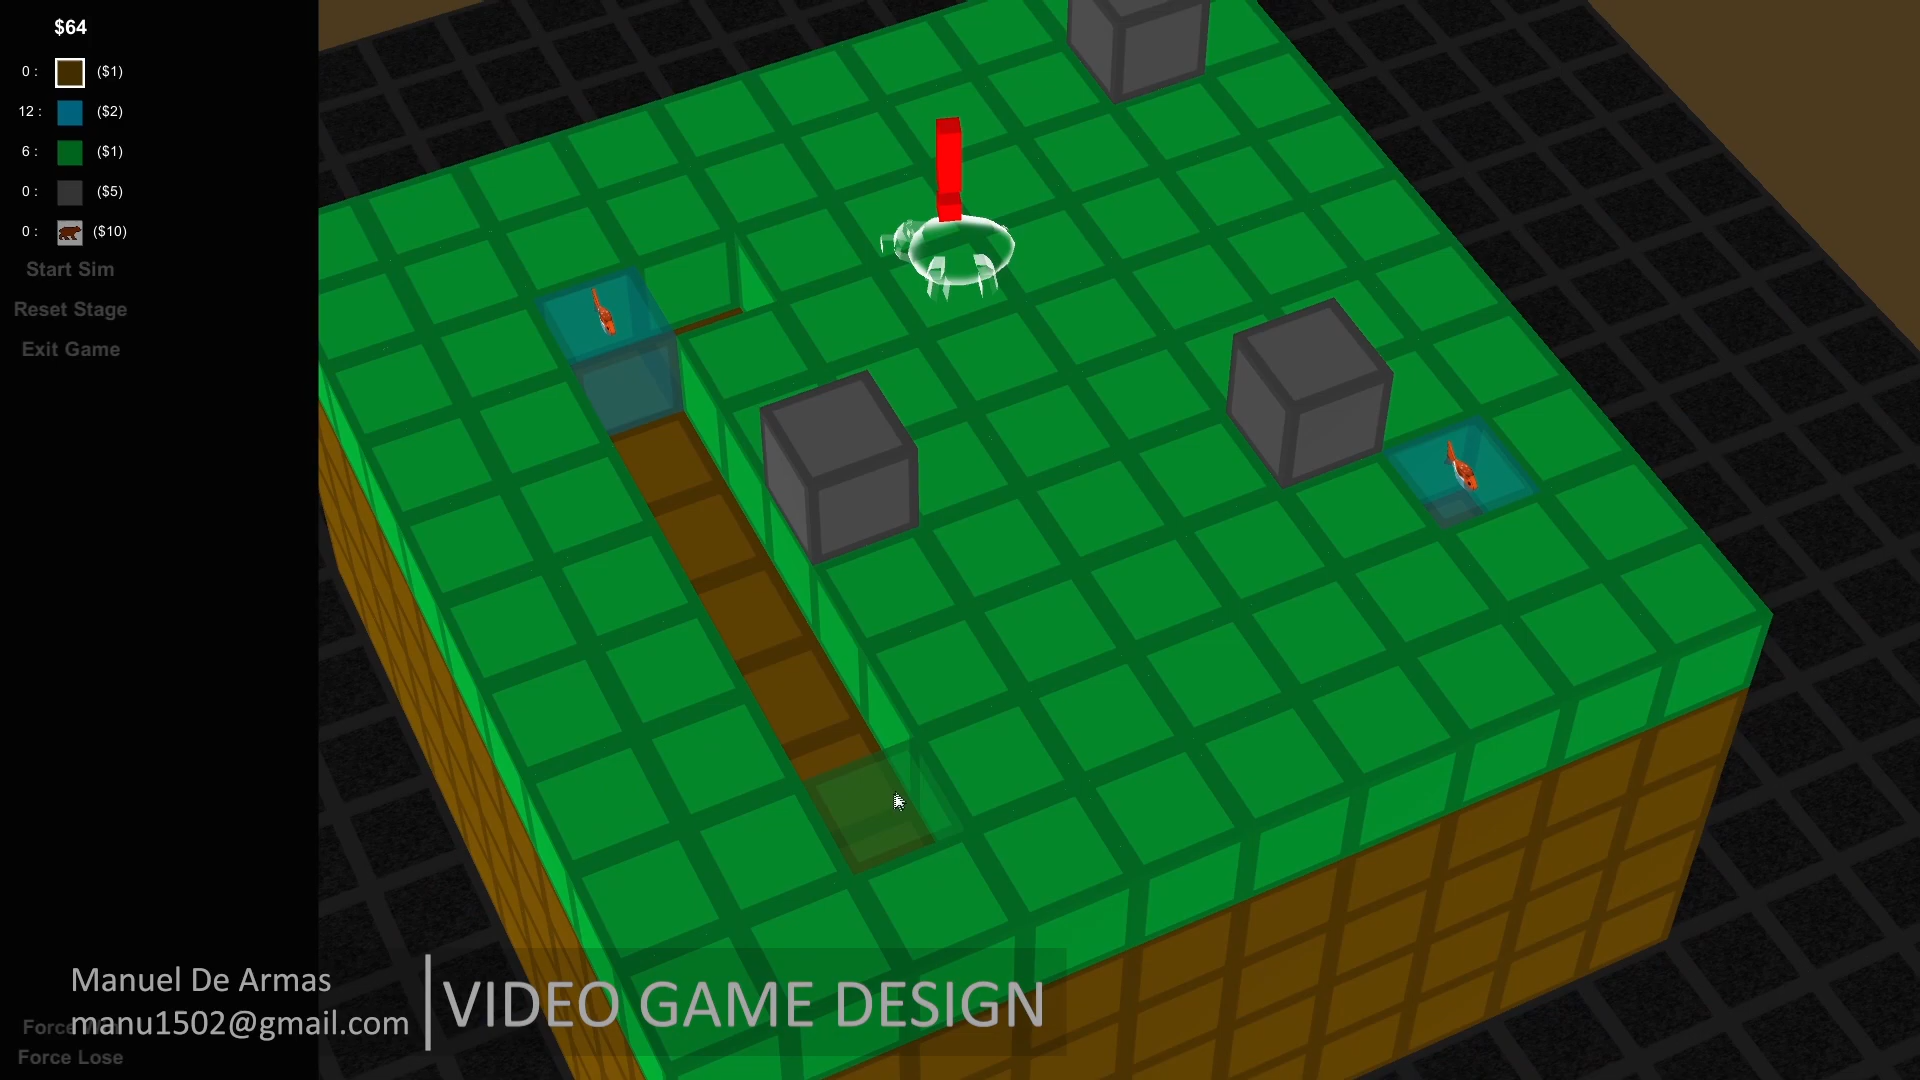 $64
0 : ($1)
12 : ($2)
6 : ($1)
0 : ($5)
0 : ($10)
Start Sim
Reset Stage
Exit Game
Manuel De Armas
manu1502@gmail.com
VIDEO GAME DESIGN
Force
Force Lose